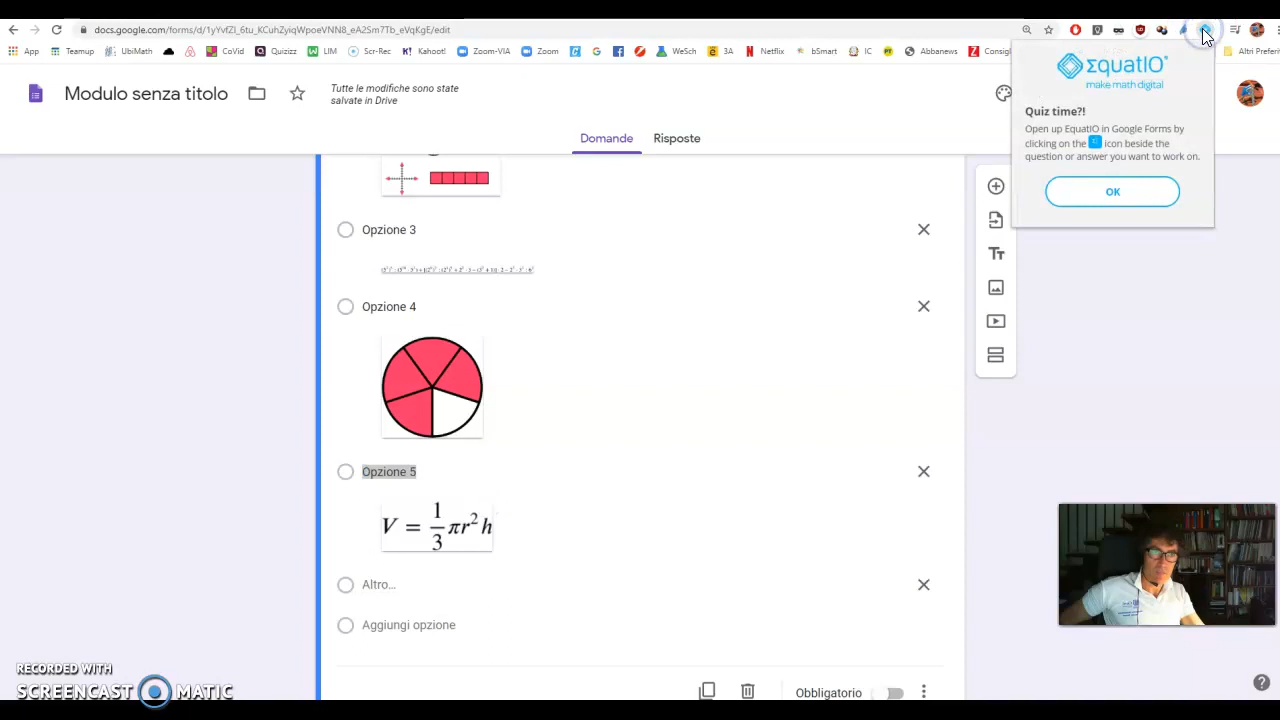 docs.google.com/forms/d/1yYvfZl_6tu_KCuhZyiqWpoeVNN8_eA2Sm7Tb_eVqKgE/edit
App Teamup UbiMath CoVid Quizizz LIM Scr-Rec Kahoot! Zoom-VIA Zoom G WeSch 3A Netflix bSmart IC Abbanews Consigl Altri Preferi
Modulo senza titolo
Tutte le modifiche sono state
salvate in Drive
Domande Risposte
ΣquatIO®
make math digital
Quiz time?!
Open up EquatIO in Google Forms by
clicking on the icon beside the
question or answer you want to work on.
OK
Opzione 3
Opzione 4
Opzione 5
V = 1/3 πr²h
Altro...
Aggiungi opzione
Obbligatorio
RECORDED WITH
SCREENCAST MATIC